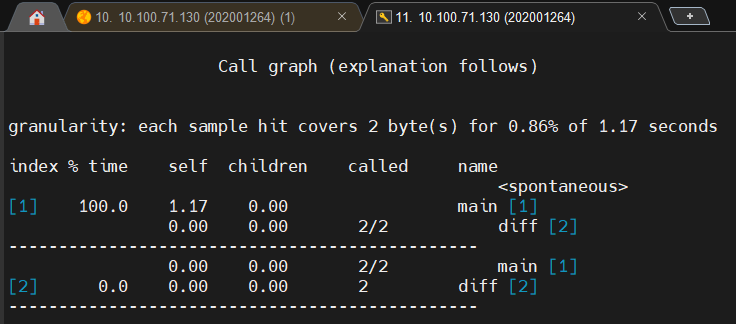 10. 10.100.71.130 (202001264) (1) × 11. 10.100.71.130 (202001264) × +
Call graph (explanation follows)
granularity: each sample hit covers 2 byte(s) for 0.86% of 1.17 seconds
index % time    self  children    called     name
                                                 <spontaneous>
[1]    100.0    1.17    0.00                 main [1]
                0.00    0.00       2/2           diff [2]
-----------------------------------------------
                0.00    0.00       2/2           main [1]
[2]      0.0    0.00    0.00       2         diff [2]
-----------------------------------------------